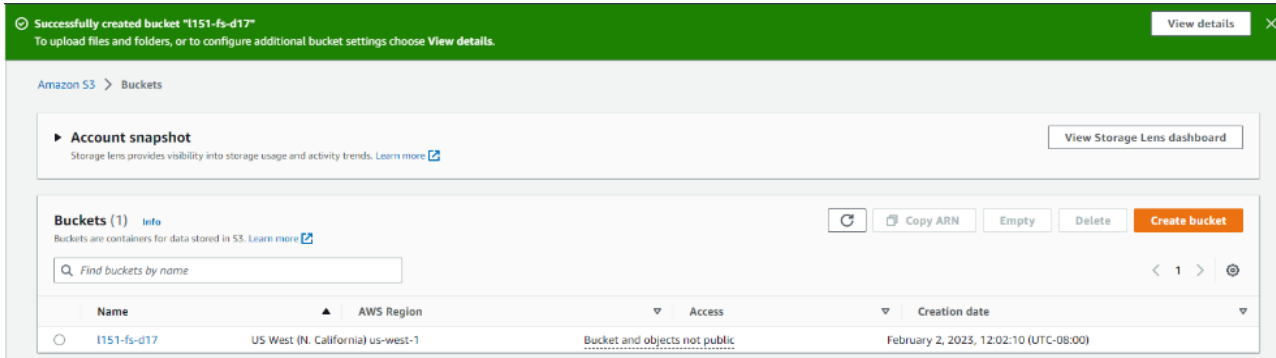 Successfully created bucket "l151-fs-d17"
To upload files and folders, or to configure additional bucket settings choose View details.
View details
Amazon S3 > Buckets
Account snapshot
Storage lens provides visibility into storage usage and activity trends. Learn more
View Storage Lens dashboard
Buckets (1) Info
Buckets are containers for data stored in S3. Learn more
Copy ARN
Empty
Delete
Create bucket
Find buckets by name
< 1 >
Name AWS Region Access Creation date
l151-fs-d17 US West (N. California) us-west-1 Bucket and objects not public February 2, 2023, 12:02:10 (UTC-08:00)